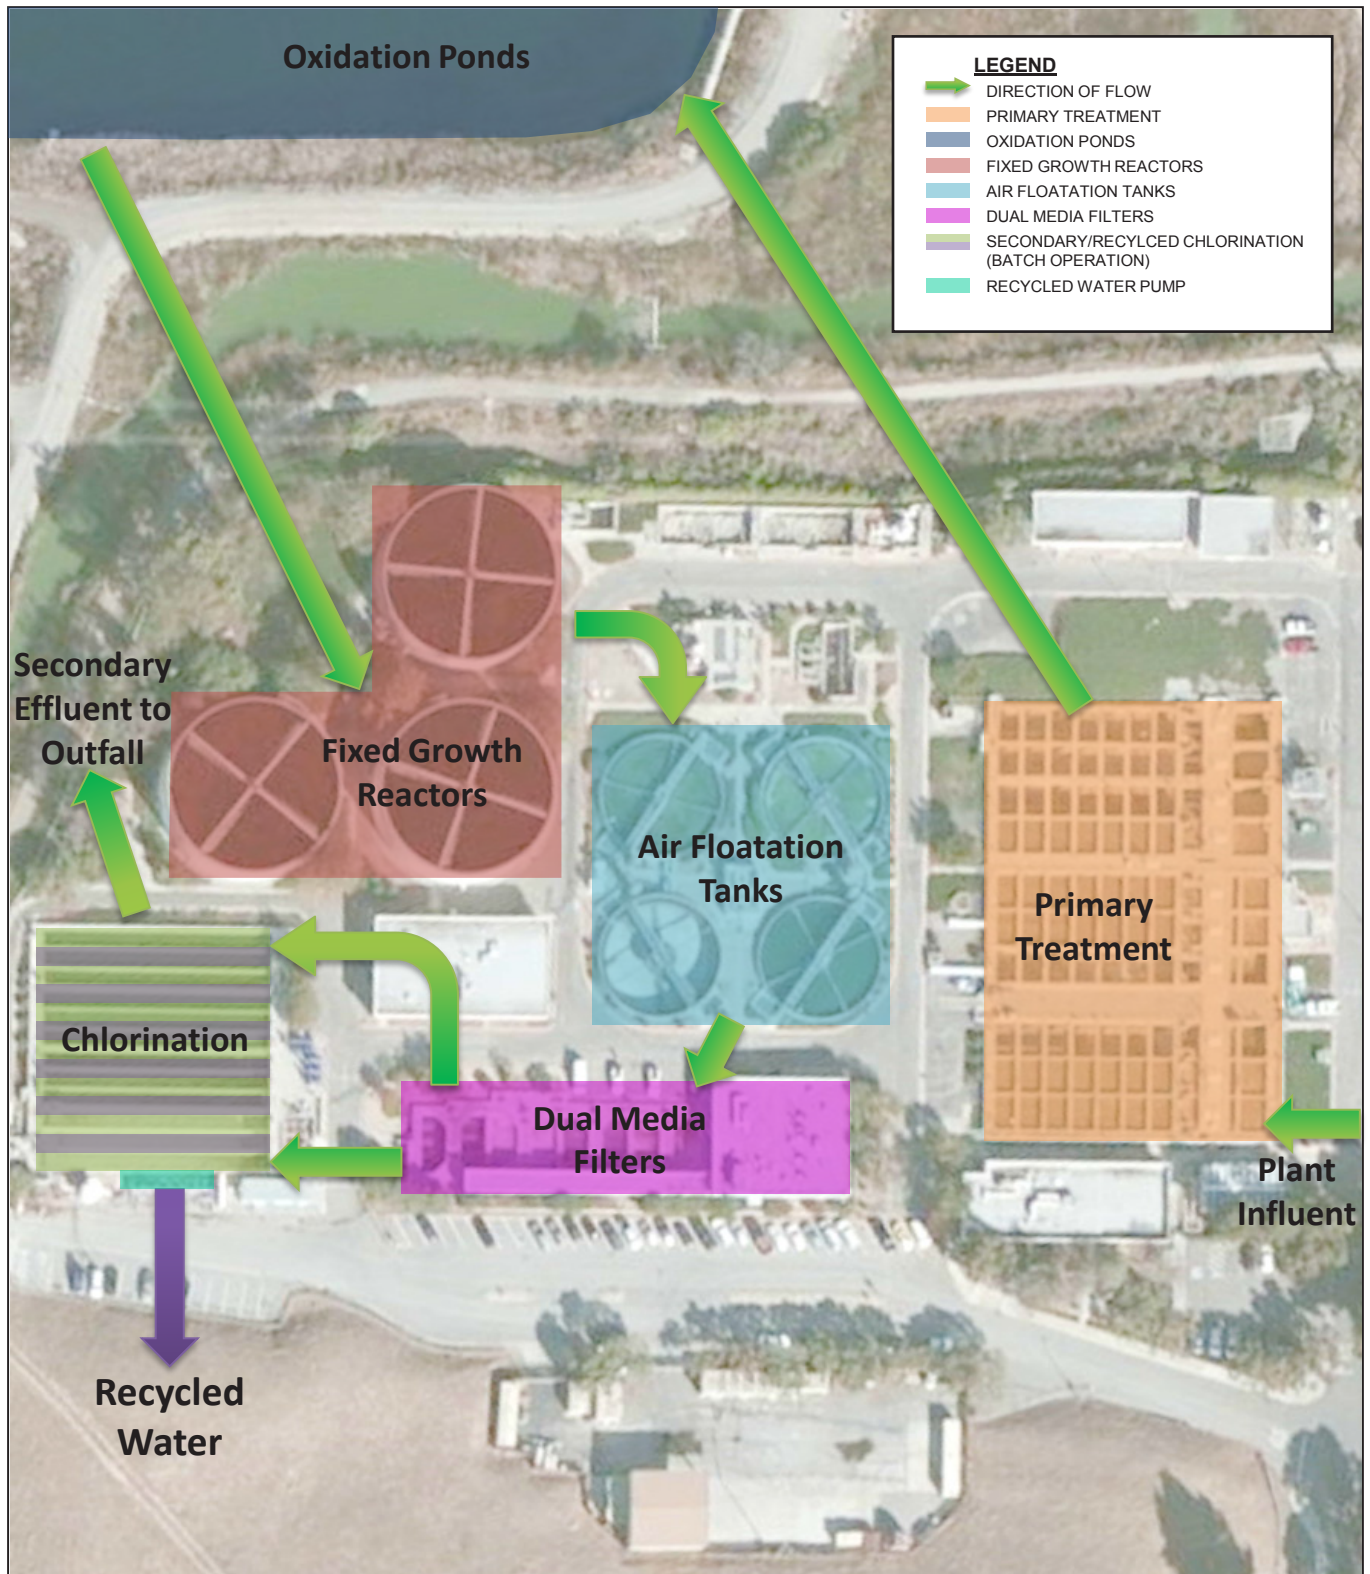 Oxidation Ponds
LEGEND
DIRECTION OF FLOW
PRIMARY TREATMENT
OXIDATION PONDS
FIXED GROWTH REACTORS
AIR FLOATATION TANKS
DUAL MEDIA FILTERS
SECONDARY/RECYLCED CHLORINATION
(BATCH OPERATION)
RECYCLED WATER PUMP
Secondary
Effluent to
Outfall
Fixed Growth
Reactors
Air Floatation
Tanks
Primary
Treatment
Chlorination
Dual Media
Filters
Plant
Influent
Recycled
Water